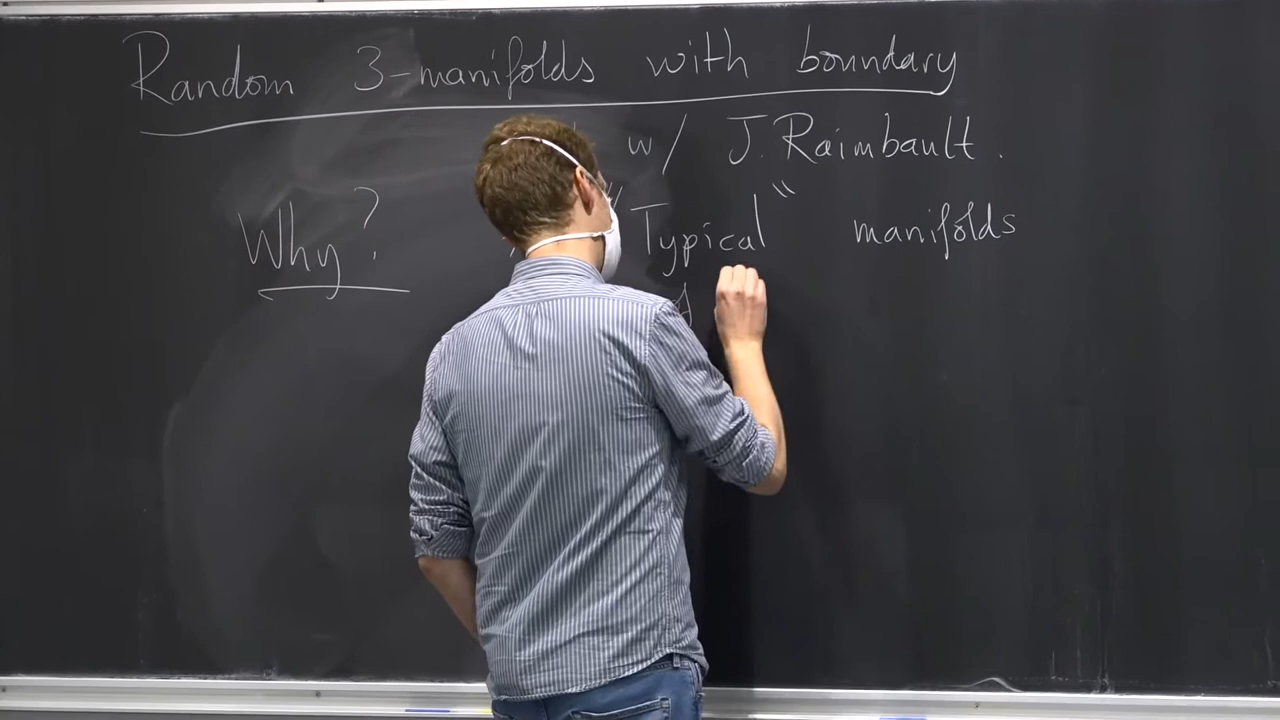 Random 3-manifolds with boundary
w/ J. Raimbault.
Why? "Typical" manifolds